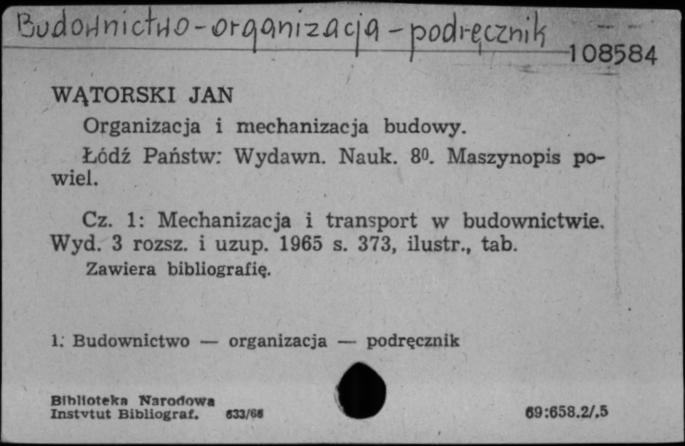 Budownictwo - organizacja - podręcznik
108584
WĄTORSKI JAN
Organizacja i mechanizacja budowy.
Łódź Państw: Wydawn. Nauk. 8⁰. Maszynopis po-
wiel.
Cz. 1: Mechanizacja i transport w budownictwie.
Wyd. 3 rozsz. i uzup. 1965 s. 373, ilustr., tab.
Zawiera bibliografię.
1. Budownictwo — organizacja — podręcznik
Biblioteka Narodowa
Instytut Bibliograf. 633/66
69:658.2/.5